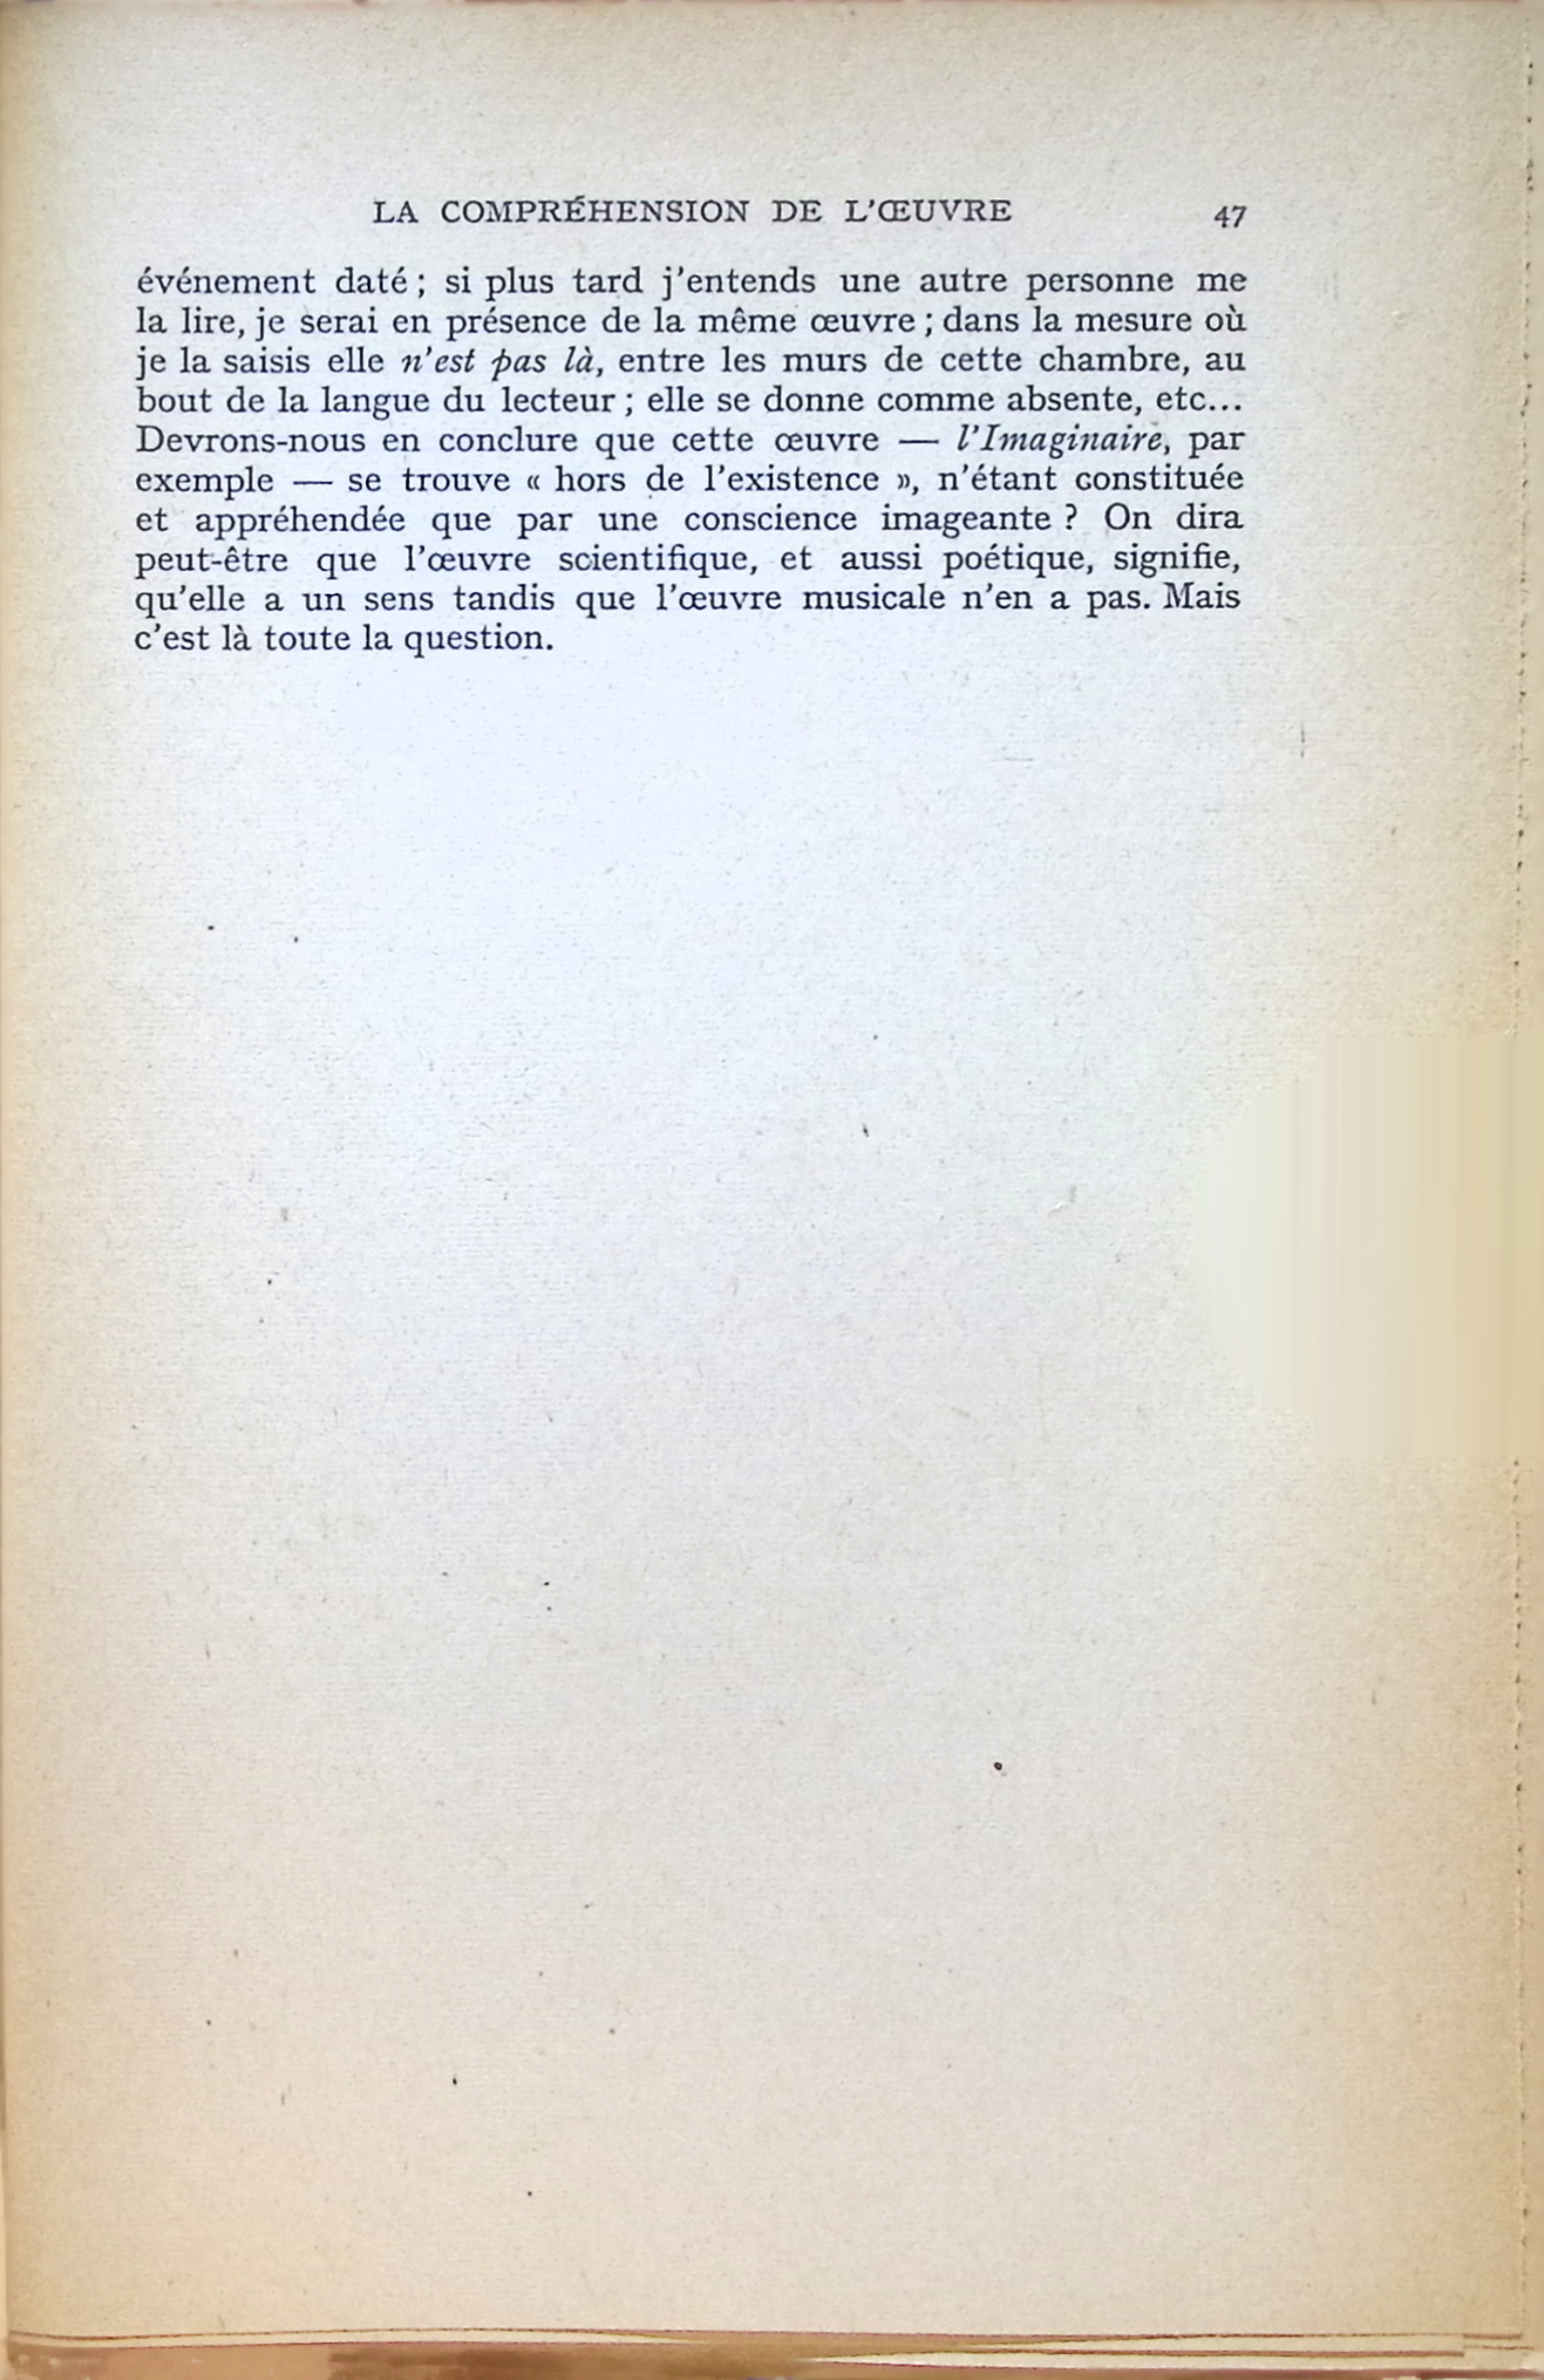 LA COMPRÉHENSION DE L'ŒUVRE 47
événement daté ; si plus tard j'entends une autre personne me
la lire, je serai en présence de la même œuvre ; dans la mesure où
je la saisis elle n'est pas là, entre les murs de cette chambre, au
bout de la langue du lecteur ; elle se donne comme absente, etc...
Devrons-nous en conclure que cette œuvre — l'Imaginaire, par
exemple — se trouve « hors de l'existence », n'étant constituée
et appréhendée que par une conscience imageante ? On dira
peut-être que l'œuvre scientifique, et aussi poétique, signifie,
qu'elle a un sens tandis que l'œuvre musicale n'en a pas. Mais
c'est là toute la question.